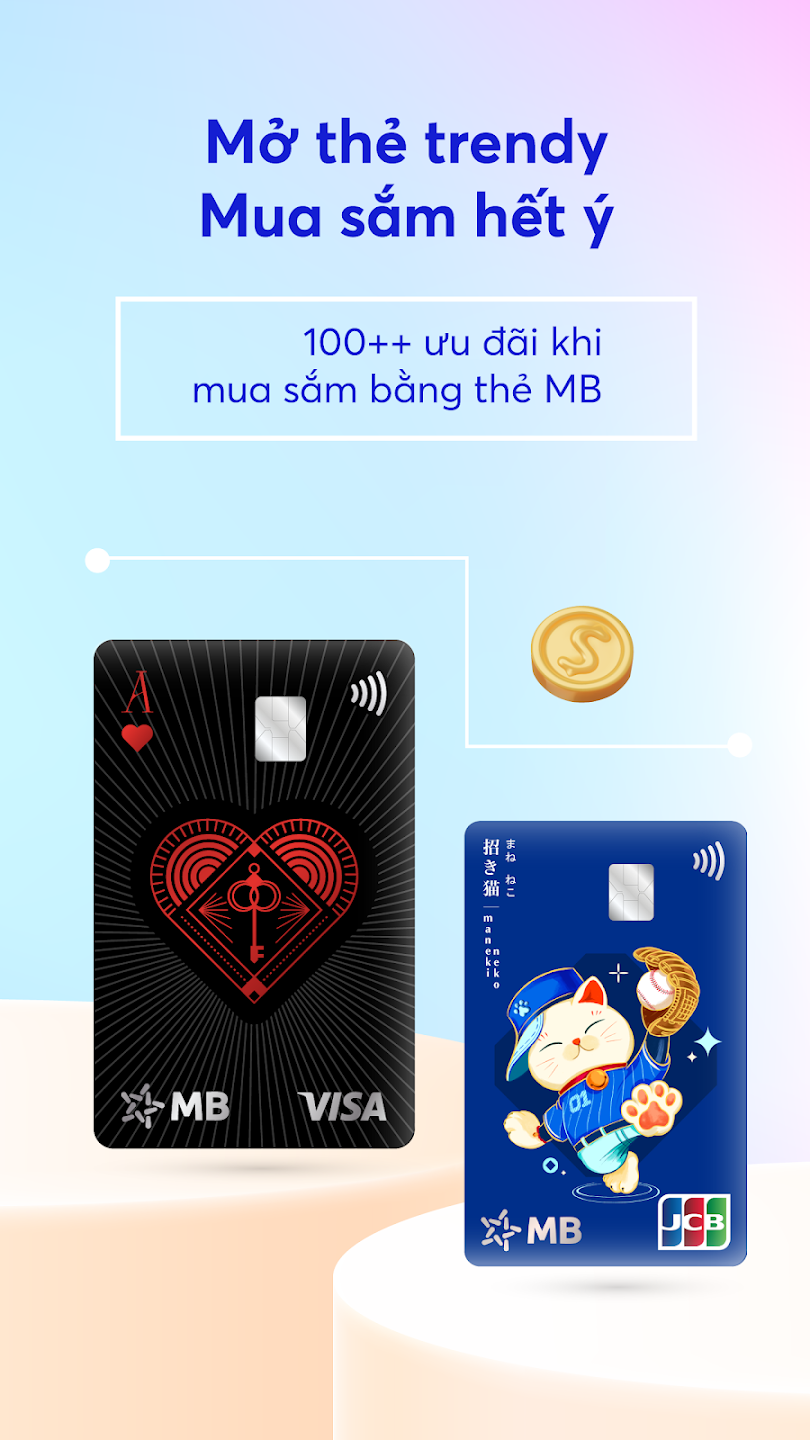 Mở thẻ trendy
Mua sắm hết ý
100++ ưu đãi khi
mua sắm bằng thẻ MB
A
MB
VISA
招き猫
まね ねこ
maneki
neko
01
MB
JCB